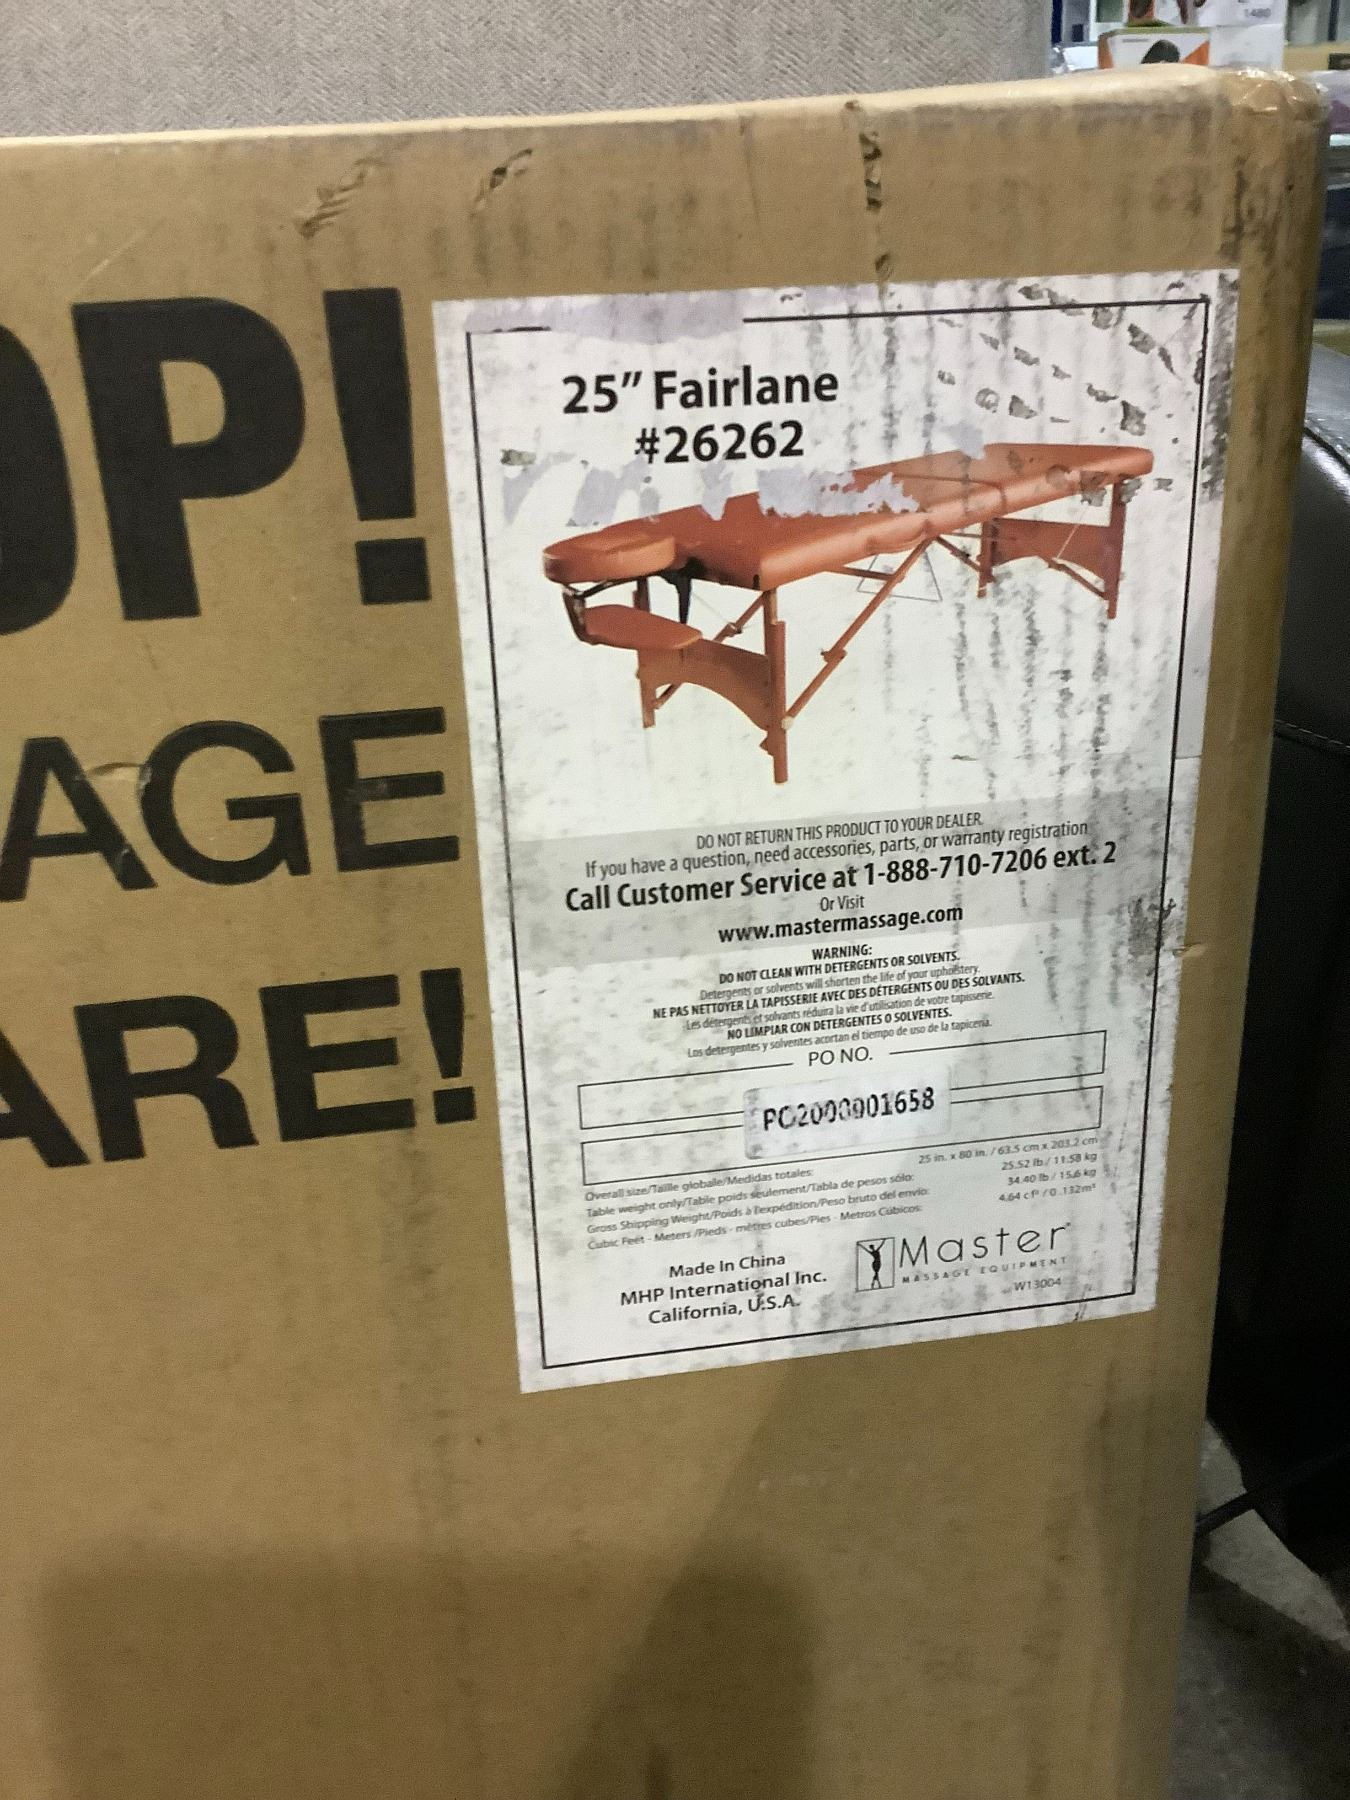 OP!
AGE
ARE!
25" Fairlane
#26262
DO NOT RETURN THIS PRODUCT TO YOUR DEALER.
If you have a question, need accessories, parts, or warranty registration
Call Customer Service at 1-888-710-7206 ext. 2
Or Visit
www.mastermassage.com
WARNING:
DO NOT CLEAN WITH DETERGENTS OR SOLVENTS.
Detergents or solvents will shorten the life of your upholstery.
NE PAS NETTOYER LA TAPISSERIE AVEC DES DÉTERGENTS OU DES SOLVANTS.
Les détergents et solvants réduira la vie d'utilisation de votre tapisserie.
NO LIMPIAR CON DETERGENTES O SOLVENTES.
Los detergentes y solventes acortan el tiempo de uso de la tapiceria.
PO NO.
PO2000901658
Overall size/Taille globale/Medidas totales: 25 in. x 80 in. / 63.5 cm x 203.2 cm
Table weight only/Table poids seulement/Tabla de pesos sólo: 25.52 lb / 11.58 kg
Gross Shipping Weight/Poids à l'expédition/Peso bruto del envío: 34.40 lb / 15.6 kg
Cubic Feet - Meters /Pieds - mètres cubes/Pies - Metros Cúbicos: 4.64 cf³ / 0.132m³
Made In China
MHP International Inc.
California, U.S.A.
Master
MASSAGE EQUIPMENT
W13004
1480